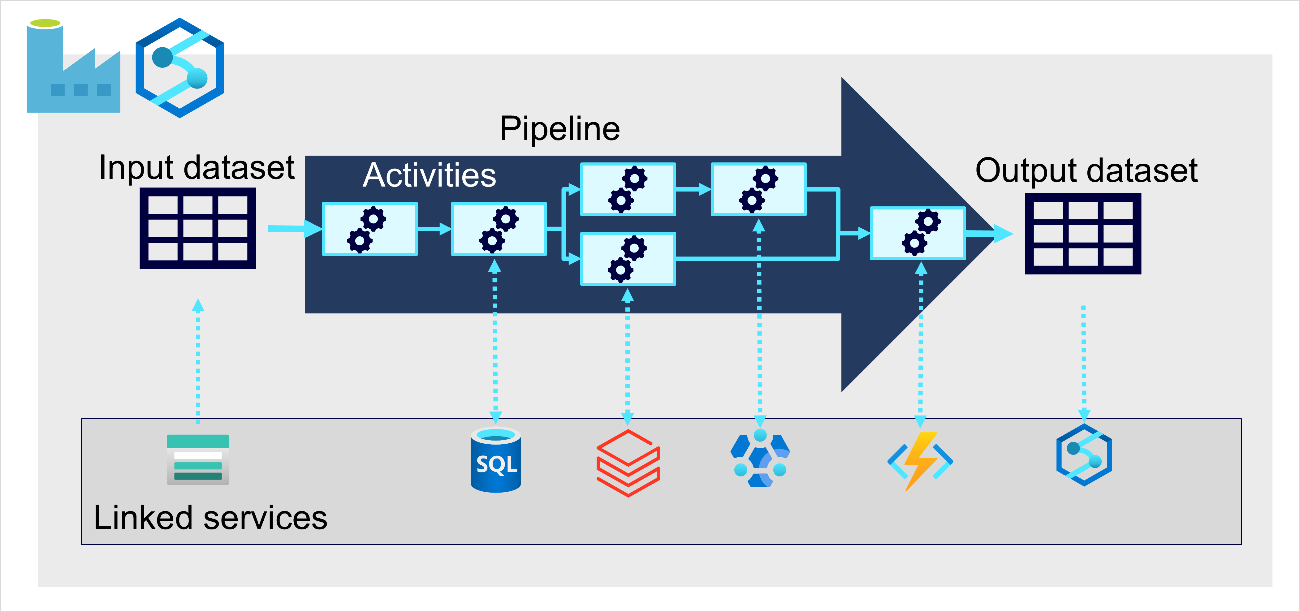 Pipeline
Input dataset
Activities
Output dataset
SQL
Linked services